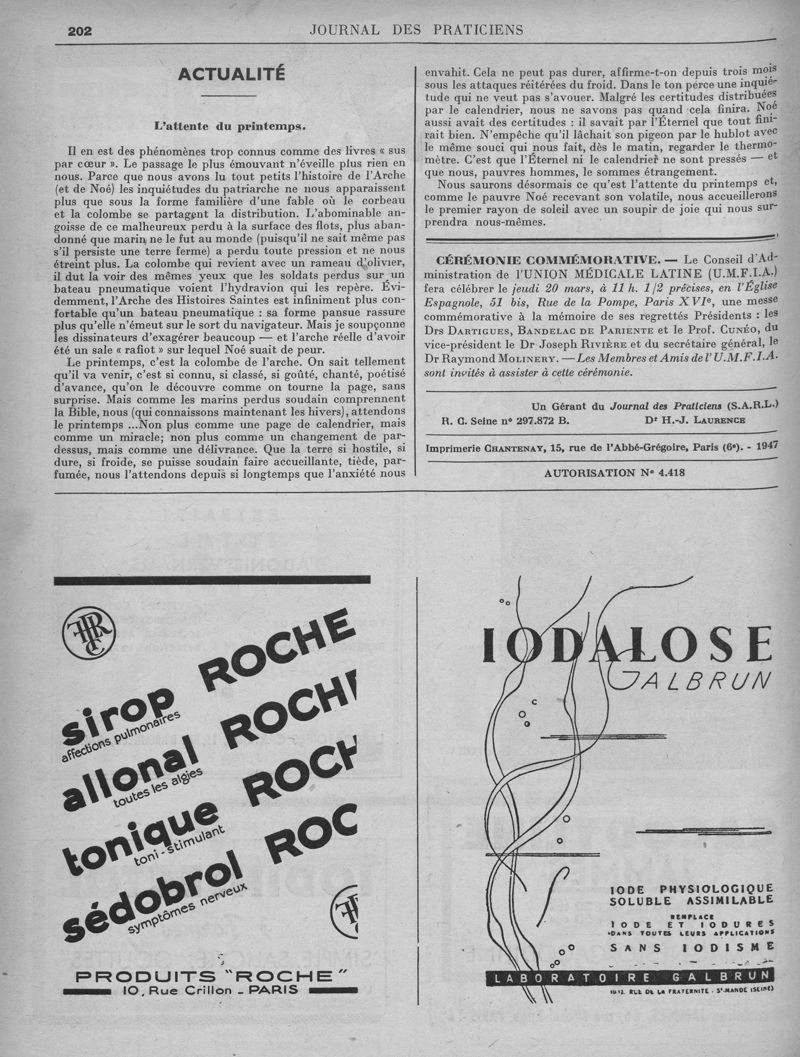 202
JOURNAL DES PRATICIENS
ACTUALITÉ
L'attente du printemps.
Il en est des phénomènes trop connus comme des livres « sus
par cœur ». Le passage le plus émouvant n'éveille plus rien en
nous. Parce que nous avons lu tout petits l'histoire de l'Arche
(et de Noé) les inquiétudes du patriarche ne nous apparaissent
plus que sous la forme familière d'une fable où le corbeau
et la colombe se partagent la distribution. L'abominable an-
goisse de ce malheureux perdu à la surface des flots, plus aban-
donné que marin ne le fut au monde (puisqu'il ne sait même pas
s'il persiste une terre ferme) a perdu toute pression et ne nous
étreint plus. La colombe qui revient avec un rameau d'olivier,
il dut la voir des mêmes yeux que les soldats perdus sur un
bateau pneumatique voient l'hydravion qui les repère. Évi-
demment, l'Arche des Histoires Saintes est infiniment plus con-
fortable qu'un bateau pneumatique : sa forme pansue rassure
plus qu'elle n'émeut sur le sort du navigateur. Mais je soupçonne
les dissinateurs d'exagérer beaucoup — et l'arche réelle d'avoir
été un sale « rafiot » sur lequel Noé suait de peur.
Le printemps, c'est la colombe de l'arche. On sait tellement
qu'il va venir, c'est si connu, si classé, si goûté, chanté, poétisé
d'avance, qu'on le découvre comme on tourne la page, sans
surprise. Mais comme les marins perdus soudain comprennent
la Bible, nous (qui connaissons maintenant les hivers), attendons
le printemps ...Non plus comme une page de calendrier, mais
comme un miracle; non plus comme un changement de par-
dessus, mais comme une délivrance. Que la terre si hostile, si
dure, si froide, se puisse soudain faire accueillante, tiède, par-
fumée, nous l'attendons depuis si longtemps que l'anxiété nous
envahit. Cela ne peut pas durer, affirme-t-on depuis trois mois
sous les attaques réitérées du froid. Dans le ton perce une inquié-
tude qui ne veut pas s'avouer. Malgré les certitudes distribuées
par le calendrier, nous ne savons pas quand cela finira. Noé
aussi avait des certitudes : il savait par l'Éternel que tout fini-
rait bien. N'empêche qu'il lâchait son pigeon par le hublot avec
le même souci qui nous fait, dès le matin, regarder le thermo-
mètre. C'est que l'Éternel ni le calendrier ne sont pressés — et
que nous, pauvres hommes, le sommes étrangement.
Nous saurons désormais ce qu'est l'attente du printemps et,
comme le pauvre Noé recevant son volatile, nous accueillerons
le premier rayon de soleil avec un soupir de joie qui nous sur-
prendra nous-mêmes.
CÉRÉMONIE COMMÉMORATIVE. — Le Conseil d'Ad-
ministration de l'UNION MÉDICALE LATINE (U.M.F.I.A.)
fera célébrer le jeudi 20 mars, à 11 h. 1/2 précises, en l'Église
Espagnole, 51 bis, Rue de la Pompe, Paris XVIe, une messe
commémorative à la mémoire de ses regrettés Présidents : les
Drs DARTIGUES, BANDELAC DE PARIENTE et le Prof. CUNÉO, du
vice-président le Dr Joseph RIVIÈRE et du secrétaire général, le
Dr Raymond MOLINERY. — Les Membres et Amis de l'U.M.F.I.A.
sont invités à assister à cette cérémonie.
Un Gérant du Journal des Praticiens (S.A.R.L.)
R. C. Seine n° 297.872 B. Dr H.-J. LAURENCE
Imprimerie CHANTENAY, 15, rue de l'Abbé-Grégoire, Paris (6e). - 1947
AUTORISATION N° 4.418
sirop ROCHE
affections pulmonaires
allonal ROCHE
toutes les algies
tonique ROCH
toni-stimulant
sédobrol ROC
symptômes nerveux
PRODUITS "ROCHE"
10, Rue Crillon - PARIS
IODALOSE
GALBRUN
IODE PHYSIOLOGIQUE
SOLUBLE ASSIMILABLE
REMPLACE
IODE ET IODURES
DANS TOUTES LEURS APPLICATIONS
SANS IODISME
LABORATOIRE GALBRUN
10.12. RUE DE LA FRATERNITÉ - ST-MANDÉ (SEINE)